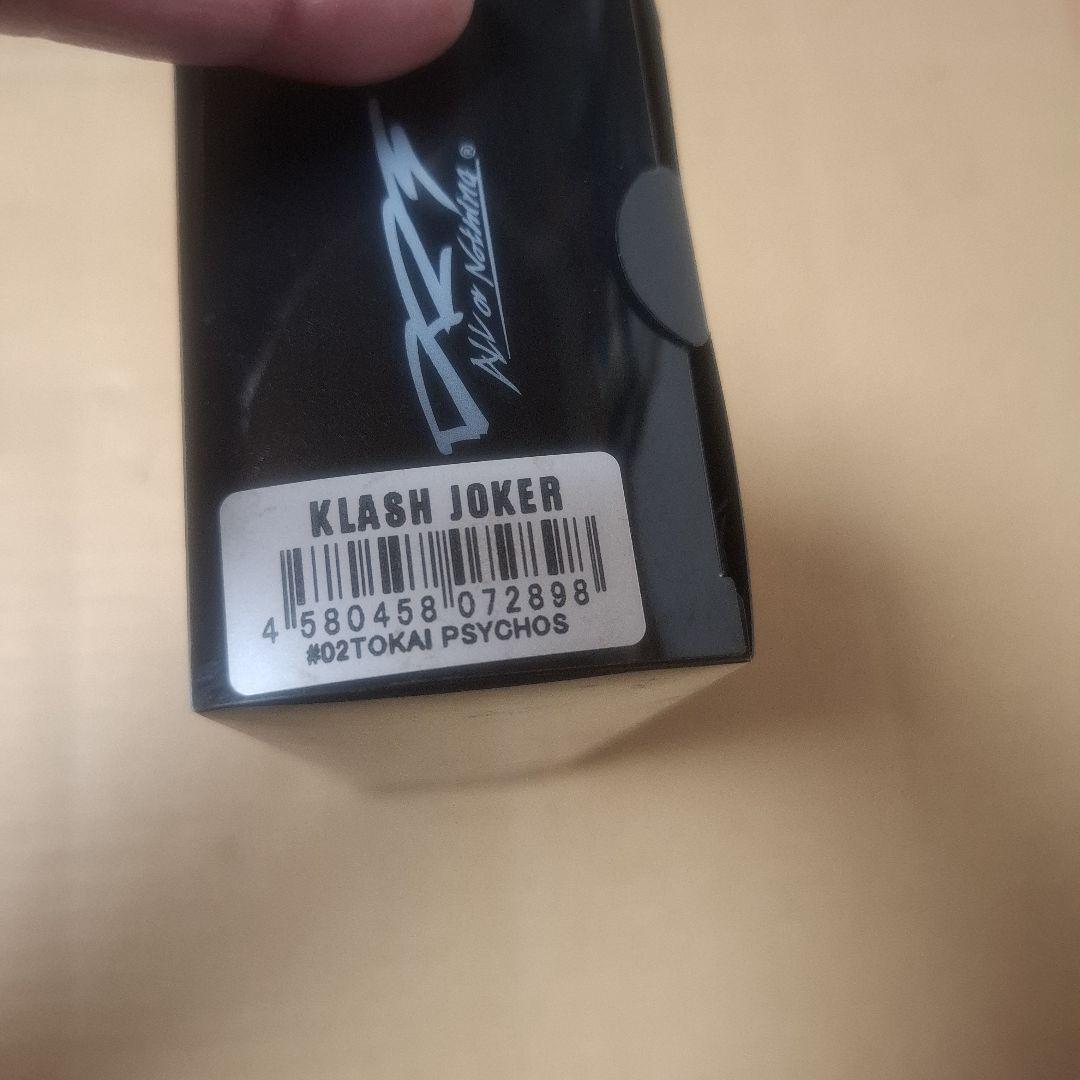 All or Nothing ®
KLASH JOKER
4 580458 072898
#02TOKAI PSYCHOS